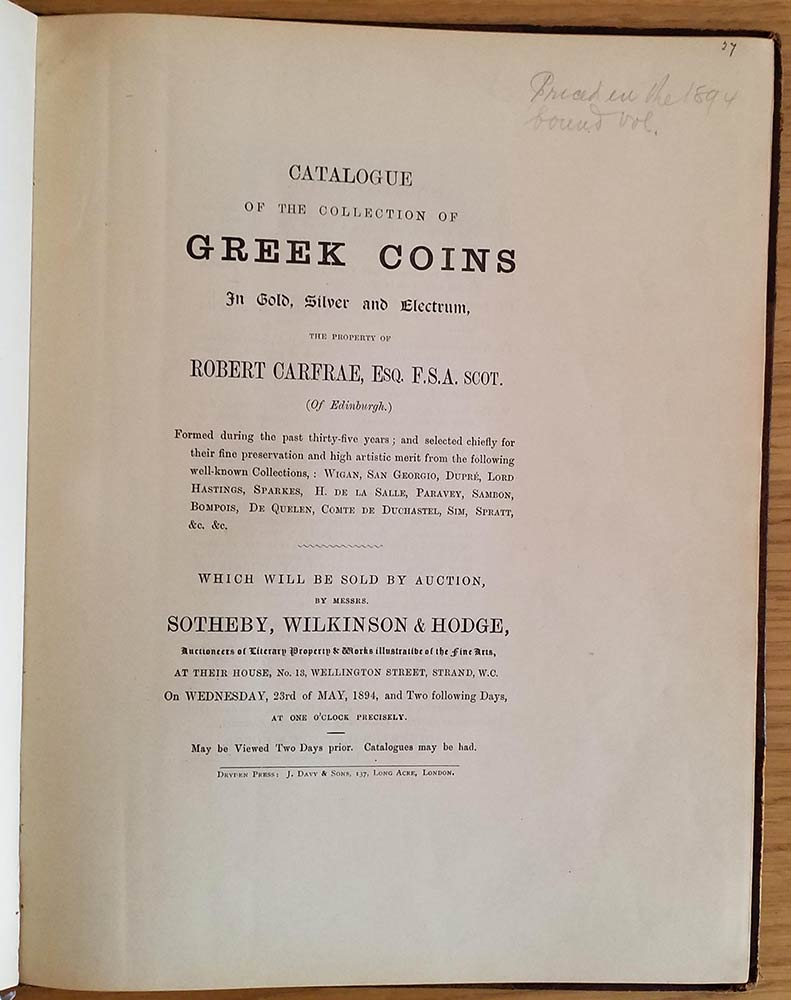 27
Priced in the 1894
bound vol.
CATALOGUE
OF THE COLLECTION OF
GREEK COINS
In Gold, Silver and Electrum,
THE PROPERTY OF
ROBERT CARFRAE, ESQ. F.S.A. SCOT.
(Of Edinburgh.)
Formed during the past thirty-five years; and selected chiefly for
their fine preservation and high artistic merit from the following
well-known Collections, : WIGAN, SAN GEORGIO, DUPRÉ, LORD
HASTINGS, SPARKES, H. DE LA SALLE, PARAVEY, SAMBON,
BOMPOIS, DE QUELEN, COMTE DE DUCHASTEL, SIM, SPRATT,
&c. &c.
WHICH WILL BE SOLD BY AUCTION,
BY MESSRS.
SOTHEBY, WILKINSON & HODGE,
Auctioneers of Literary Property & Works illustrative of the Fine Arts,
AT THEIR HOUSE, No. 13, WELLINGTON STREET, STRAND, W.C.
On WEDNESDAY, 23rd of MAY, 1894, and Two following Days,
AT ONE O'CLOCK PRECISELY.
May be Viewed Two Days prior. Catalogues may be had.
DRYDEN PRESS: J. DAVY & SONS, 137, LONG ACRE, LONDON.